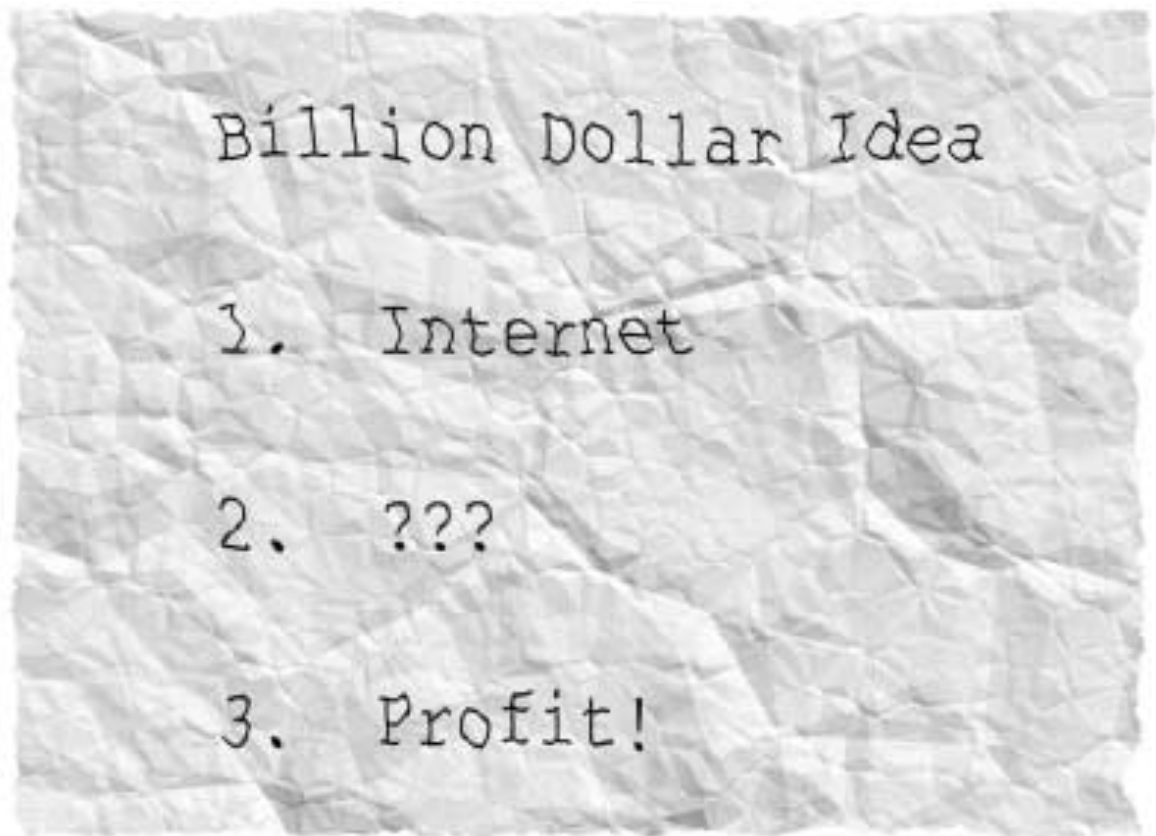 Billion Dollar Idea
1. Internet
2. ???
3. Profit!